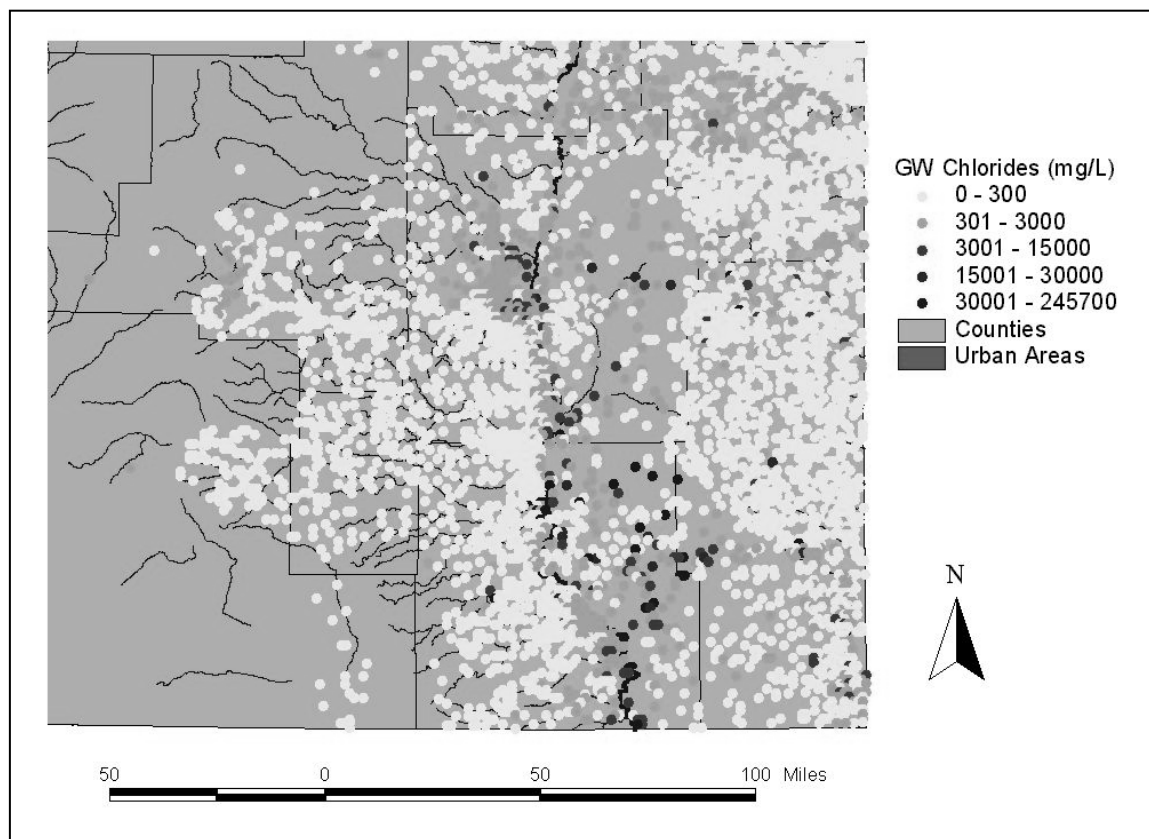 GW Chlorides (mg/L)
0 - 300
301 - 3000
3001 - 15000
15001 - 30000
30001 - 245700
Counties
Urban Areas
N
50 0 50 100 Miles